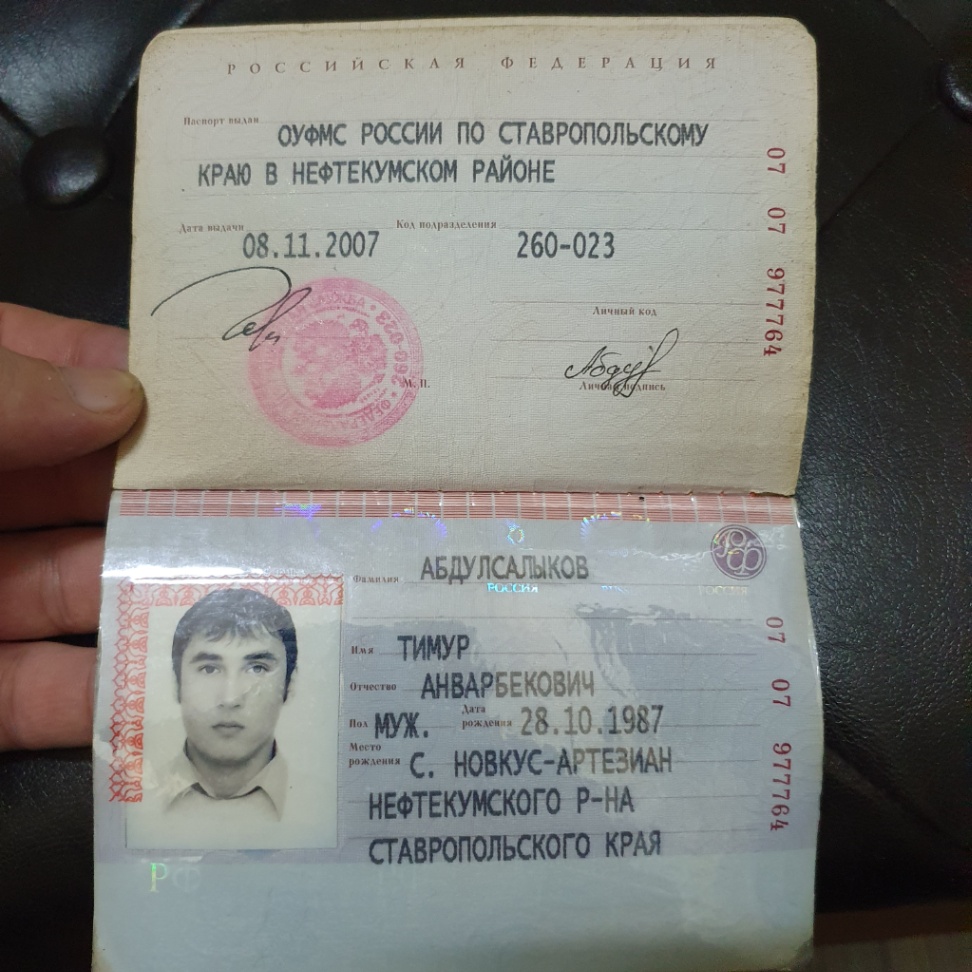 РОССИЙСКАЯ ФЕДЕРАЦИЯ
Паспорт выдан
ОУФМС РОССИИ ПО СТАВРОПОЛЬСКОМУ
КРАЮ В НЕФТЕКУМСКОМ РАЙОНЕ
Дата выдачи 08.11.2007 Код подразделения 260-023
Личный код
М. П.
Личная подпись
07 07 977764
Фамилия АБДУЛСАЛЫКОВ
РОССИЯ
РОССИЯ
Имя ТИМУР
Отчество АНВАРБЕКОВИЧ
Пол МУЖ. Дата рождения 28.10.1987
Место рождения С. НОВКУС-АРТЕЗИАН
НЕФТЕКУМСКОГО Р-НА
СТАВРОПОЛЬСКОГО КРАЯ
07 07 977764
РФ